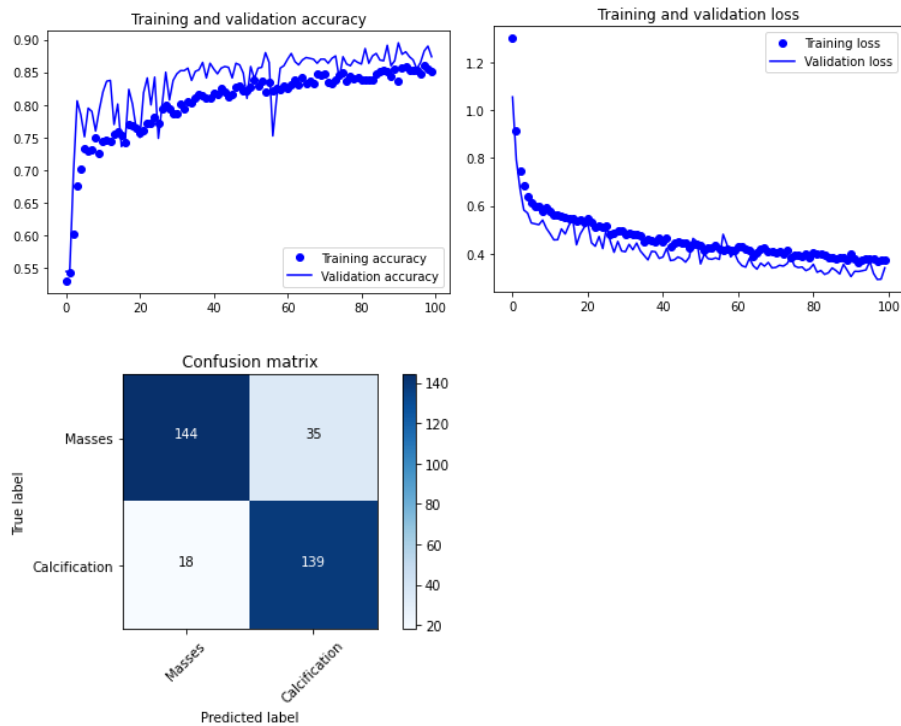 Training and validation accuracy
0.90
0.85
0.80
0.75
0.70
0.65
0.60
0.55
Training accuracy
Validation accuracy
0 20 40 60 80 100
Training and validation loss
Training loss
Validation loss
1.2
1.0
0.8
0.6
0.4
0 20 40 60 80 100
Confusion matrix
True label
Masses
Calcification
144 35
18 139
140
120
100
80
60
40
20
Masses
Calcification
Predicted label